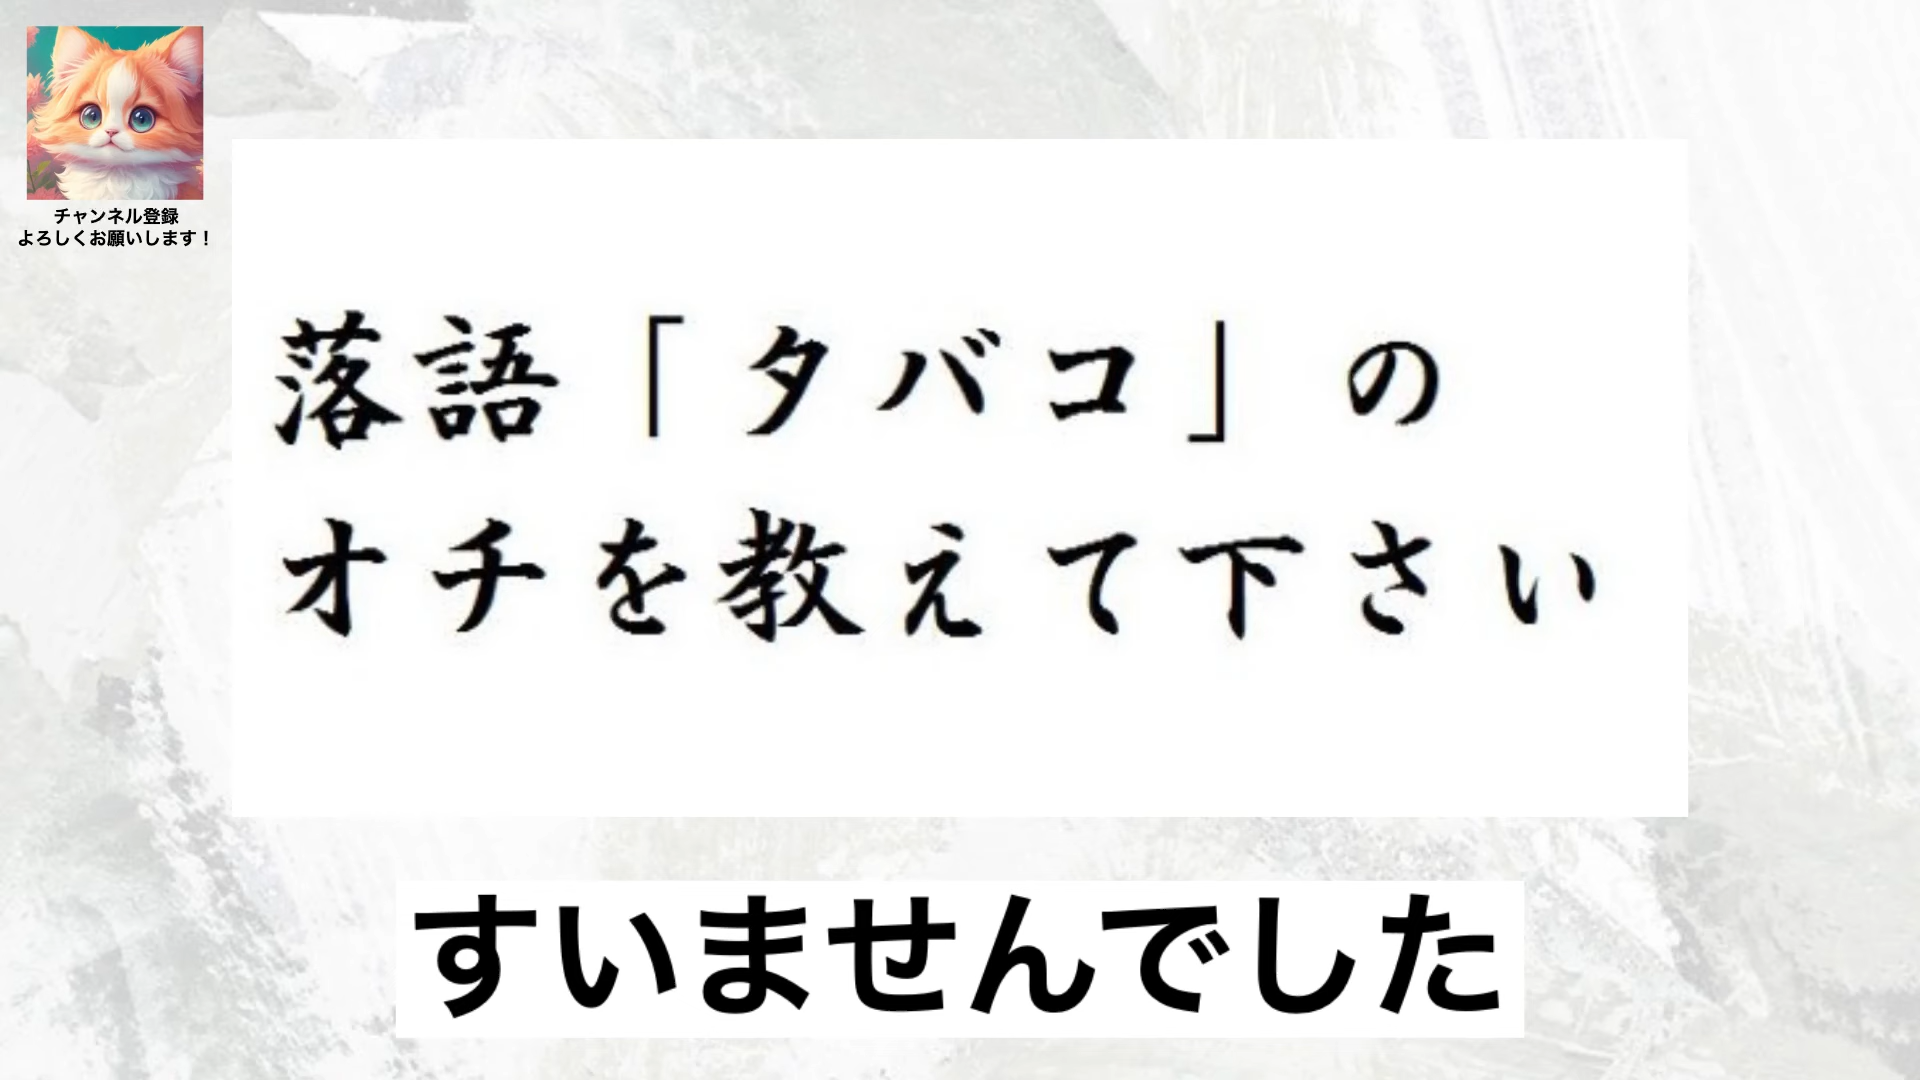 チャンネル登録
よろしくお願いします！
落語「タバコ」の
オチを教えて下さい
すいませんでした